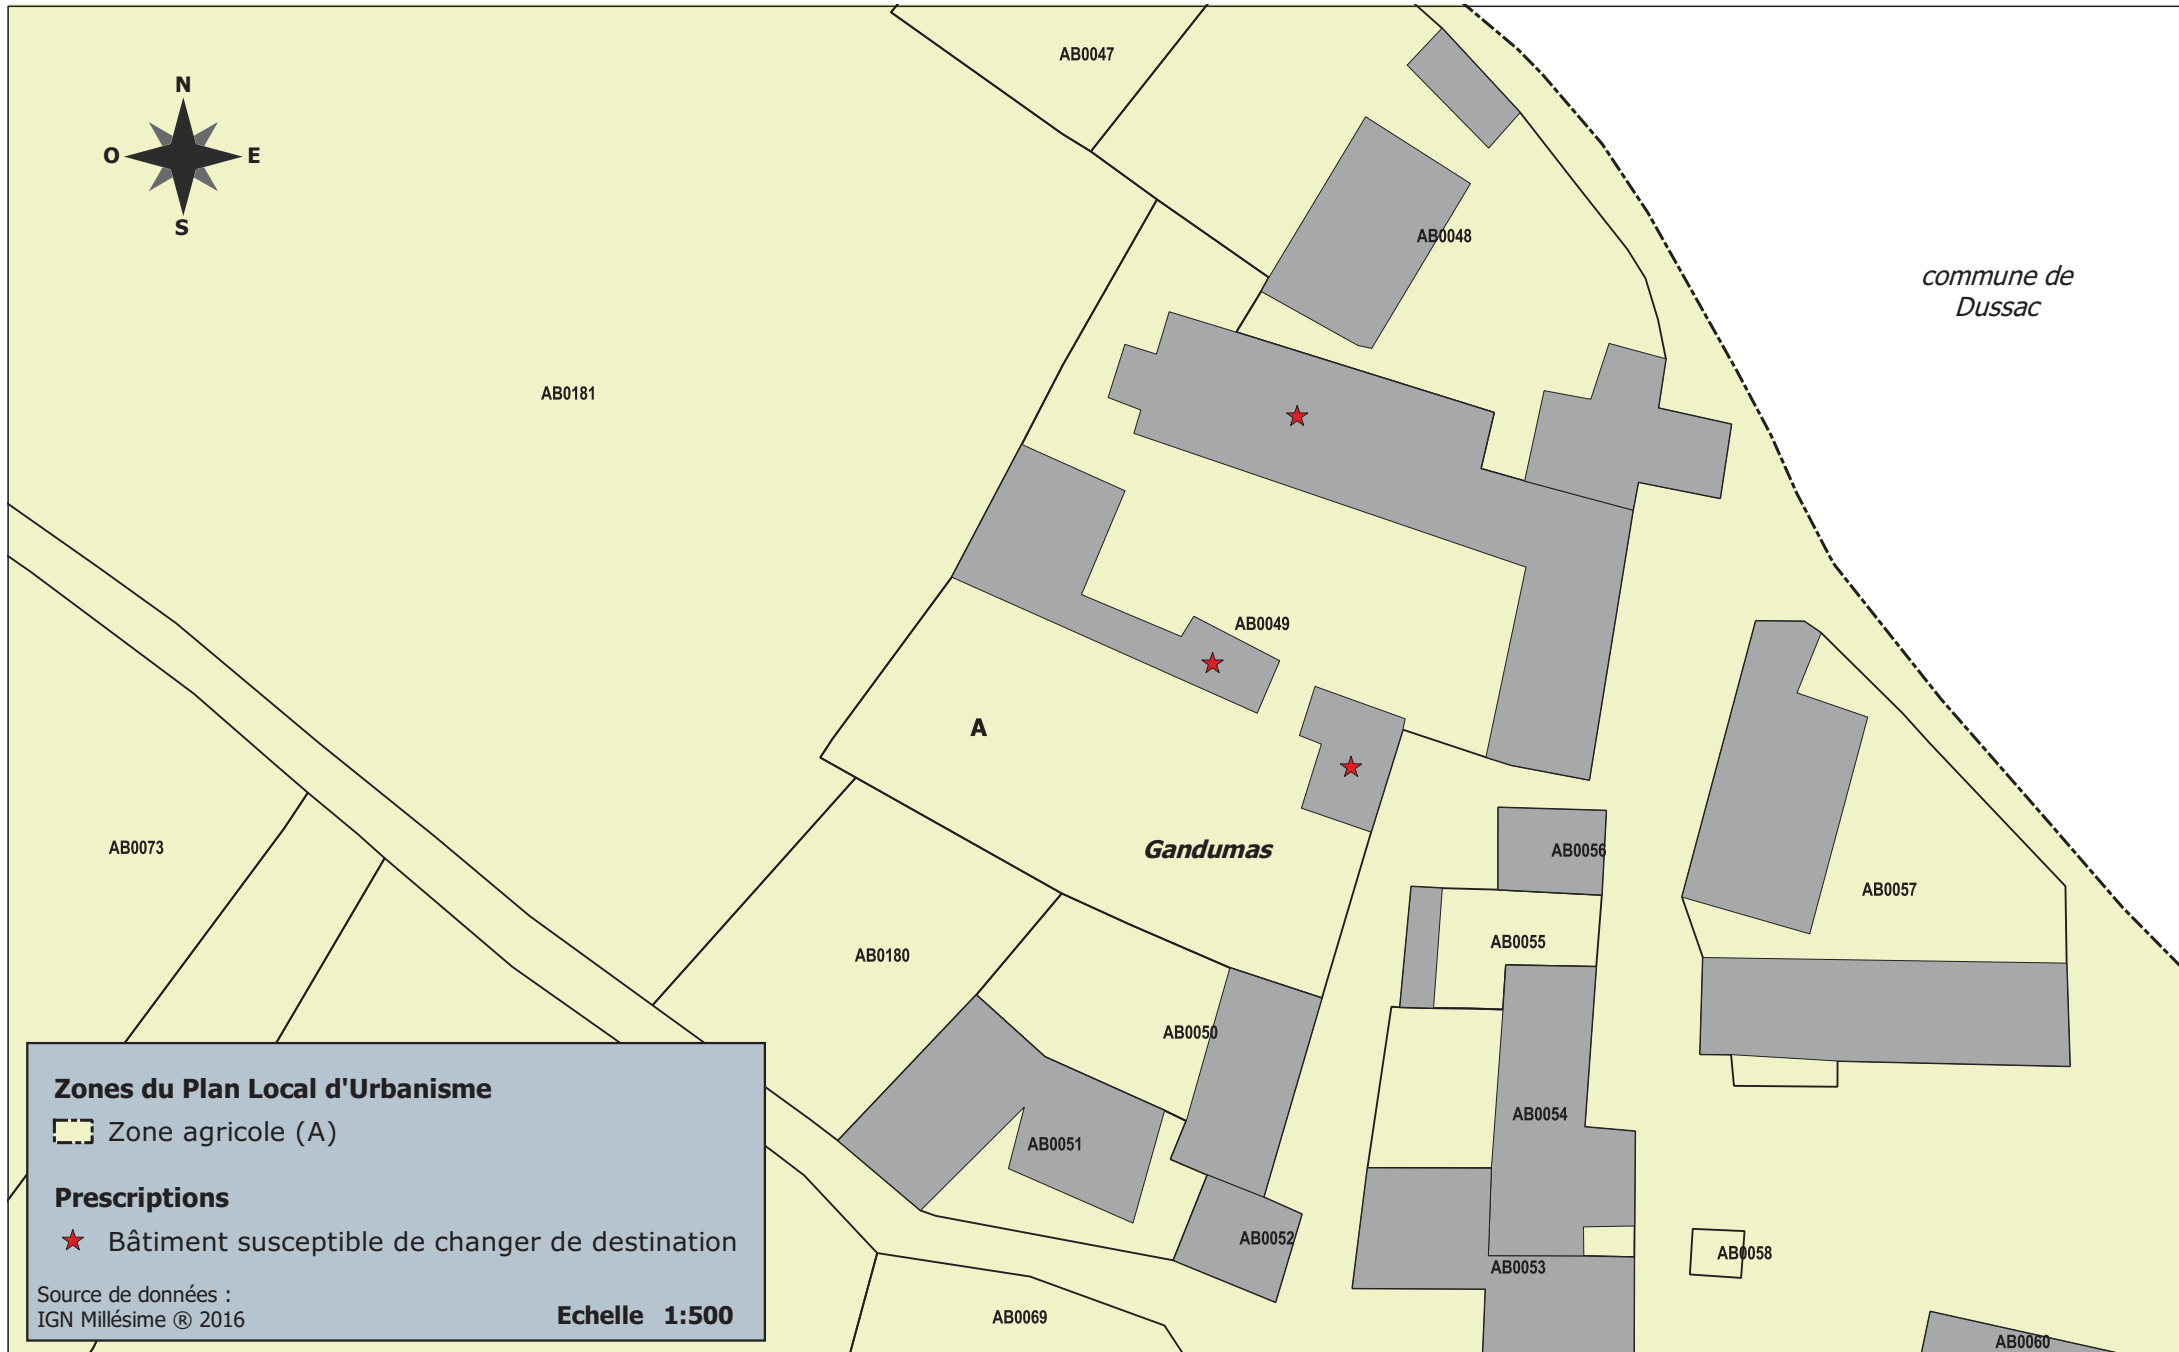 AB0047
N
O
E
S
AB0048
commune de
Dussac
AB0181
AB0049
A
AB0073
Gandumas
AB0056
AB0057
AB0180
AB0055
AB0050
AB0054
AB0051
AB0052
AB0058
AB0053
AB0069
AB0060
Zones du Plan Local d'Urbanisme
Zone agricole (A)
Prescriptions
Bâtiment susceptible de changer de destination
Source de données :
IGN Millésime ® 2016
Echelle 1:500